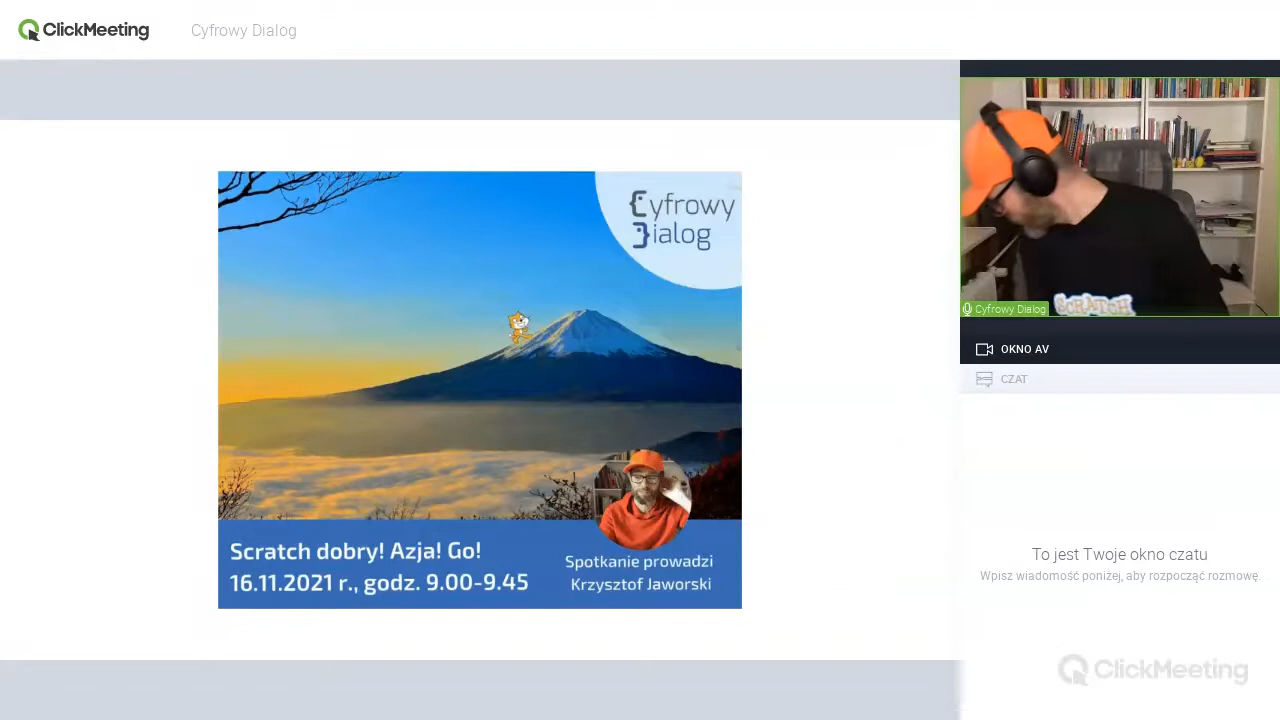 ClickMeeting
Cyfrowy Dialog
Cyfrowy
Dialog
Scratch dobry! Azja! Go!
16.11.2021 r., godz. 9.00-9.45
Spotkanie prowadzi
Krzysztof Jaworski
SCRATCH
Cyfrowy Dialog
OKNO AV
CZAT
To jest Twoje okno czatu
Wpisz wiadomość poniżej, aby rozpocząć rozmowę.
ClickMeeting